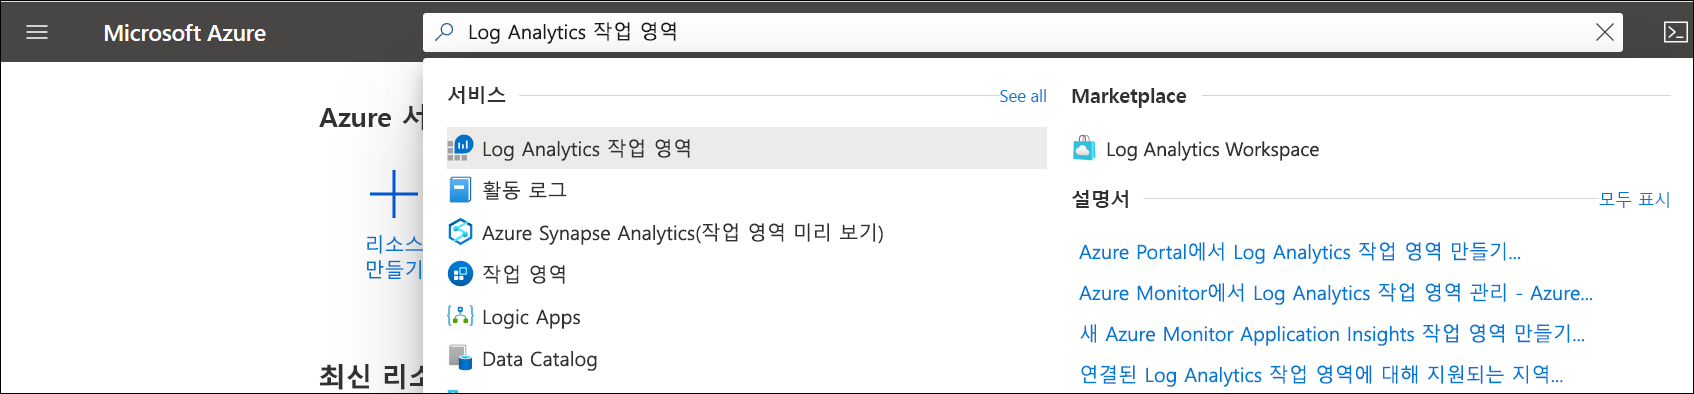 Microsoft Azure
Log Analytics 작업 영역
Azure 서
리소스
만들기
최신 리소
서비스
See all
Log Analytics 작업 영역
활동 로그
Azure Synapse Analytics(작업 영역 미리 보기)
작업 영역
Logic Apps
Data Catalog
Marketplace
Log Analytics Workspace
설명서
모두 표시
Azure Portal에서 Log Analytics 작업 영역 만들기...
Azure Monitor에서 Log Analytics 작업 영역 관리 - Azure...
새 Azure Monitor Application Insights 작업 영역 만들기...
연결된 Log Analytics 작업 영역에 대해 지원되는 지역...